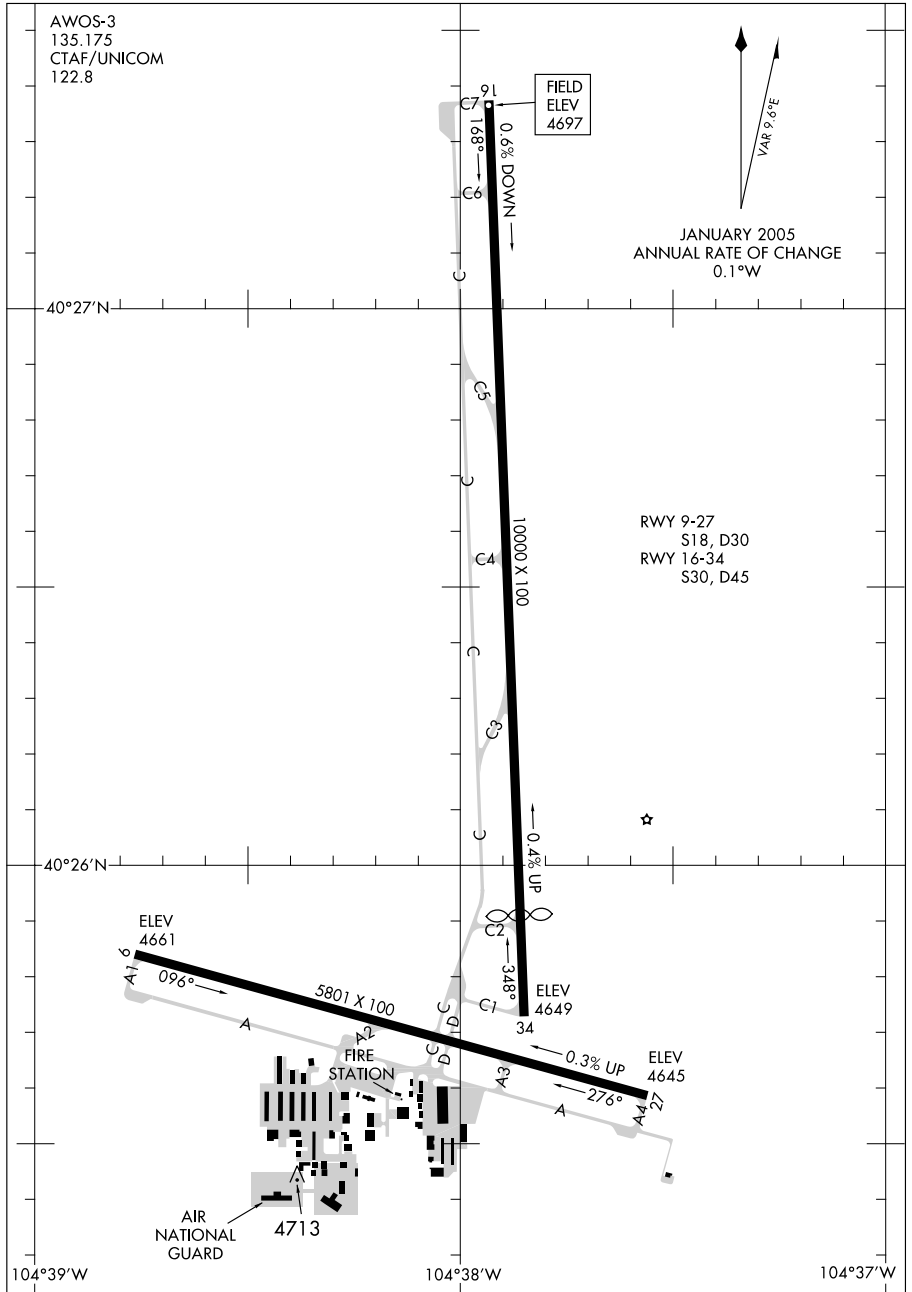 AWOS-3
135.175
CTAF/UNICOM
122.8
FIELD
ELEV
4697
16
C7
168°
0.6% DOWN
C6
VAR 9.6°E
JANUARY 2005
ANNUAL RATE OF CHANGE
0.1°W
C
40°27'N
C5
C
10000 X 100
RWY 9-27
S18, D30
RWY 16-34
S30, D45
C4
C
C3
C
0.4% UP
40°26'N
C2
348°
ELEV
4661
9
A1
096°
5801 X 100
A
A2
C
D
C
D
C1
ELEV
4649
34
0.3% UP
ELEV
4645
27
276°
A3
A
A4
FIRE
STATION
AIR
NATIONAL
GUARD
4713
104°39'W
104°38'W
104°37'W